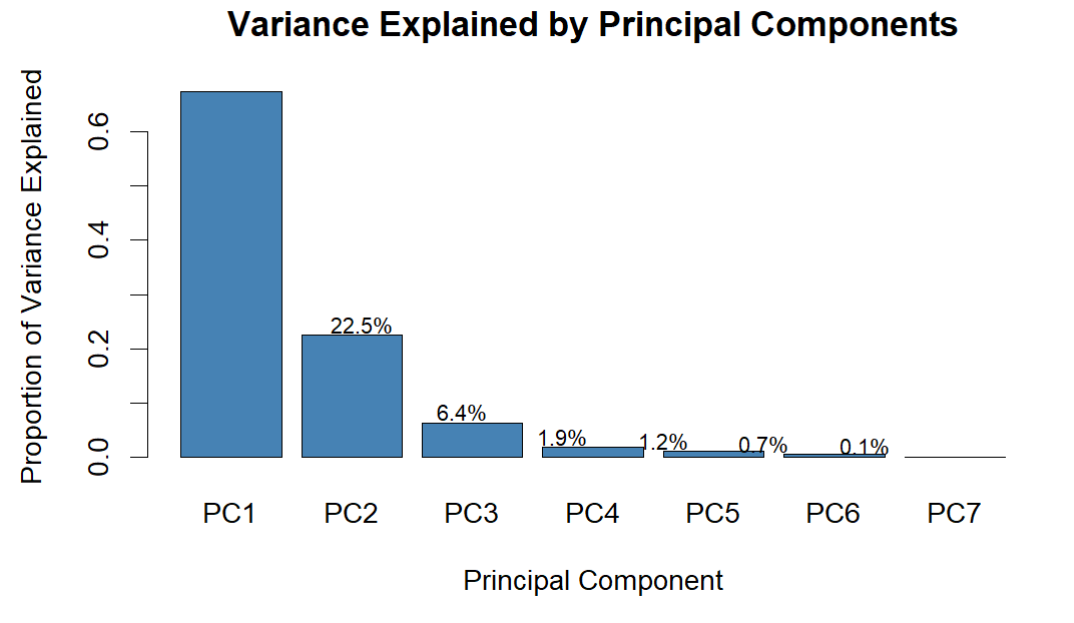 Variance Explained by Principal Components
Proportion of Variance Explained
0.6
0.4
0.2
0.0
22.5%
6.4%
1.9%
1.2%
0.7%
0.1%
PC1 PC2 PC3 PC4 PC5 PC6 PC7
Principal Component